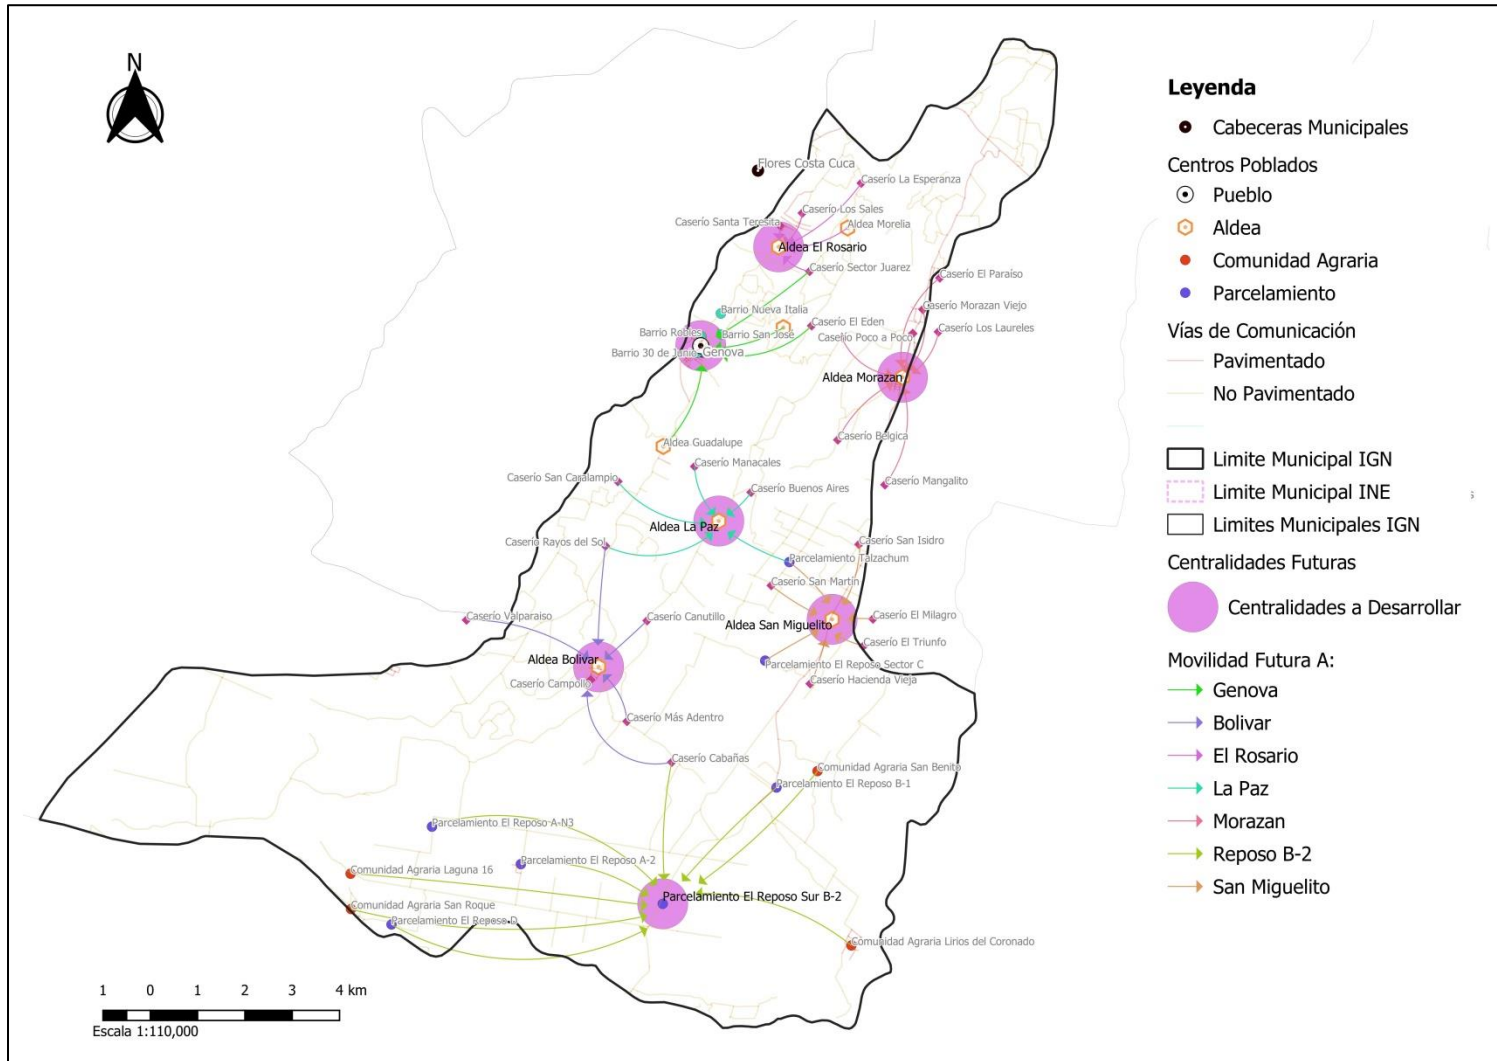 N
Leyenda
Cabeceras Municipales
Centros Poblados
Pueblo
Aldea
Comunidad Agraria
Parcelamiento
Vías de Comunicación
Pavimentado
No Pavimentado
Limite Municipal IGN
Limite Municipal INE
Limites Municipales IGN
Centralidades Futuras
Centralidades a Desarrollar
Movilidad Futura A:
Genova
Bolivar
El Rosario
La Paz
Morazan
Reposo B-2
San Miguelito
Flores Costa Cuca
Caserío La Esperanza
Caserío Los Sales
Caserío Santa Teresita
Aldea Morelia
Aldea El Rosario
Caserío Sector Juarez
Caserío El Paraíso
Barrio Nueva Italia
Caserío Morazan Viejo
Caserío El Eden
Barrio Robles
Barrio San José
Caserío Poco a Poco
Caserío Los Laureles
Barrio 30 de Junio
Genova
Aldea Morazan
Aldea Guadalupe
Caserío Belgica
Caserío Manacales
Caserío San Caralampio
Caserío Buenos Aires
Caserío Mangalito
s
Aldea La Paz
Caserío Rayos del Sol
Caserío San Isidro
Parcelamiento Talzachum
Caserío San Martín
Caserío Valparaiso
Caserío Canutillo
Aldea San Miguelito
Caserío El Milagro
Caserío El Triunfo
Aldea Bolivar
Parcelamiento El Reposo Sector C
Caserío Campollo
Caserío Hacienda Vieja
Caserío Más Adentro
Caserío Cabañas
Comunidad Agraria San Benito
Parcelamiento El Reposo B-1
Parcelamiento El Reposo A-N3
Parcelamiento El Reposo A-2
Comunidad Agraria Laguna 16
Parcelamiento El Reposo Sur B-2
Comunidad Agraria San Roque
Parcelamiento El Reposo D
Comunidad Agraria Lirios del Coronado
1 0 1 2 3 4 km
Escala 1:110,000